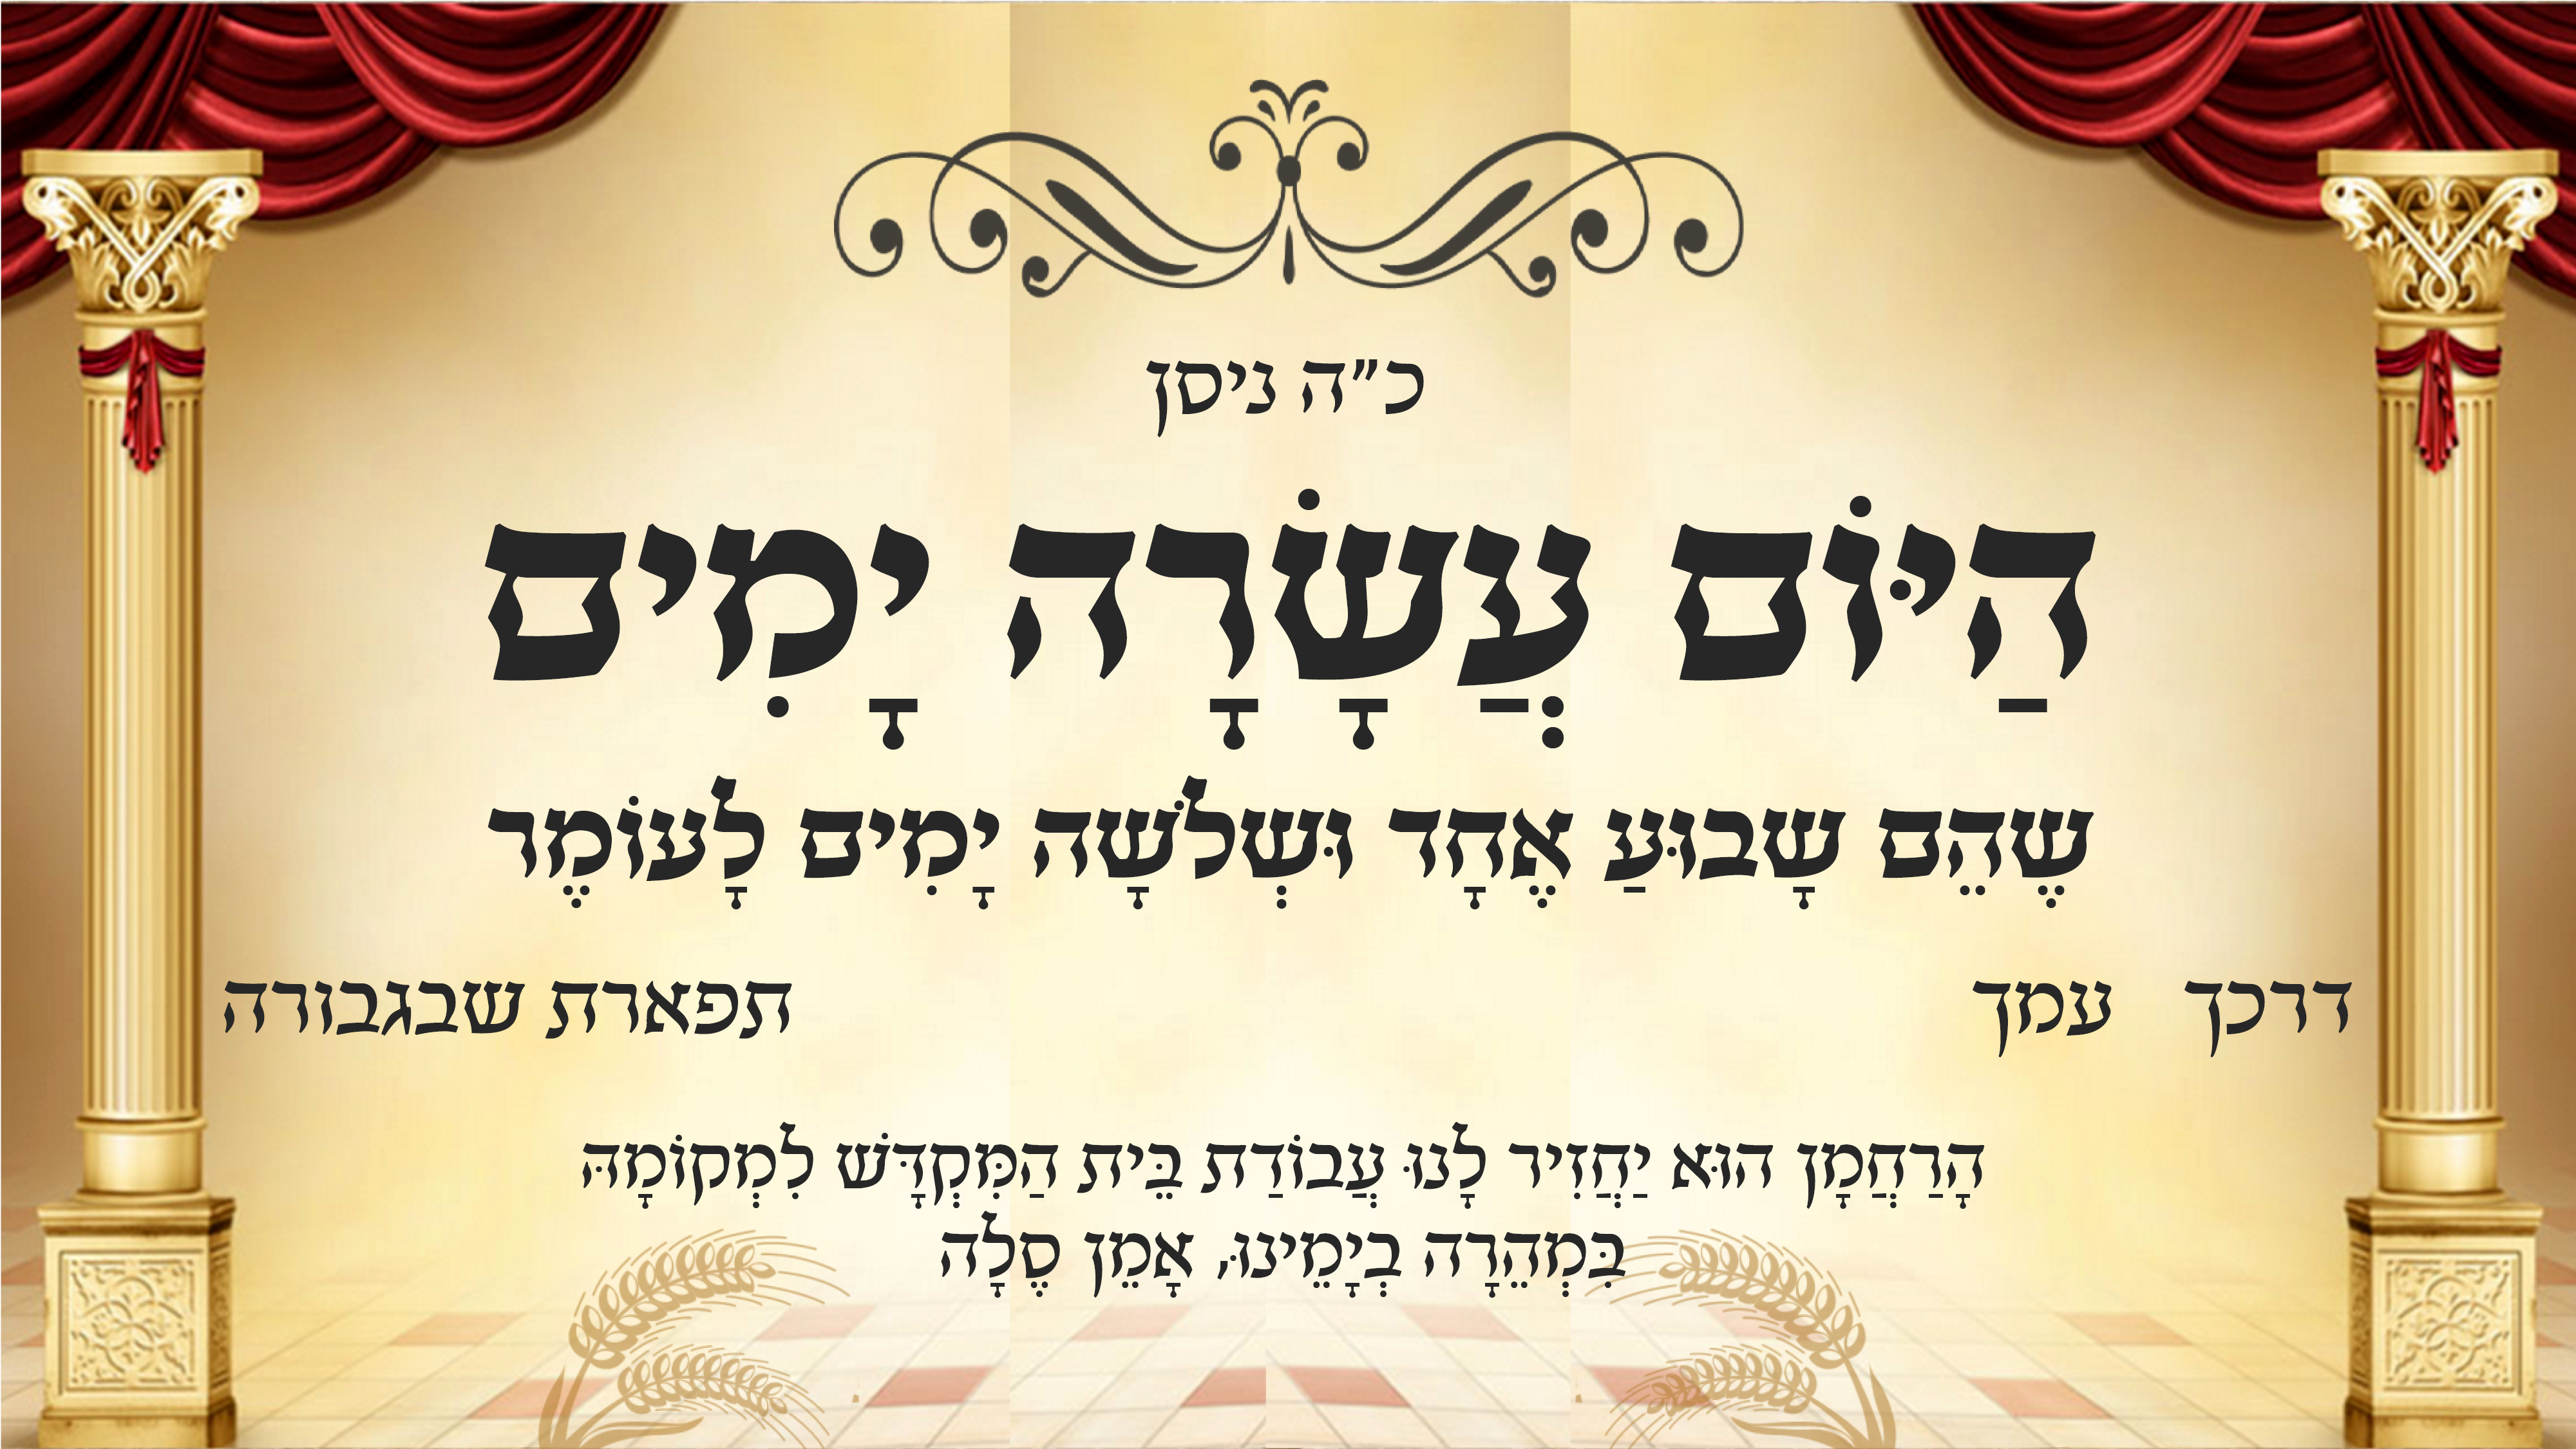 כ״ה ניסן
הַיּוֹם עֲשָׂרָה יָמִים
שֶׁהֵם שָׁבוּעַ אֶחָד וּשְׁלֹשָׁה יָמִים לָעוֹמֶר
דרכך עמך תפארת שבגבורה
הָרַחֲמָן הוּא יַחֲזִיר לָנוּ עֲבוֹדַת בֵּית הַמִּקְדָּשׁ לִמְקוֹמָהּ
בִּמְהֵרָה בְיָמֵינוּ, אָמֵן סֶלָה